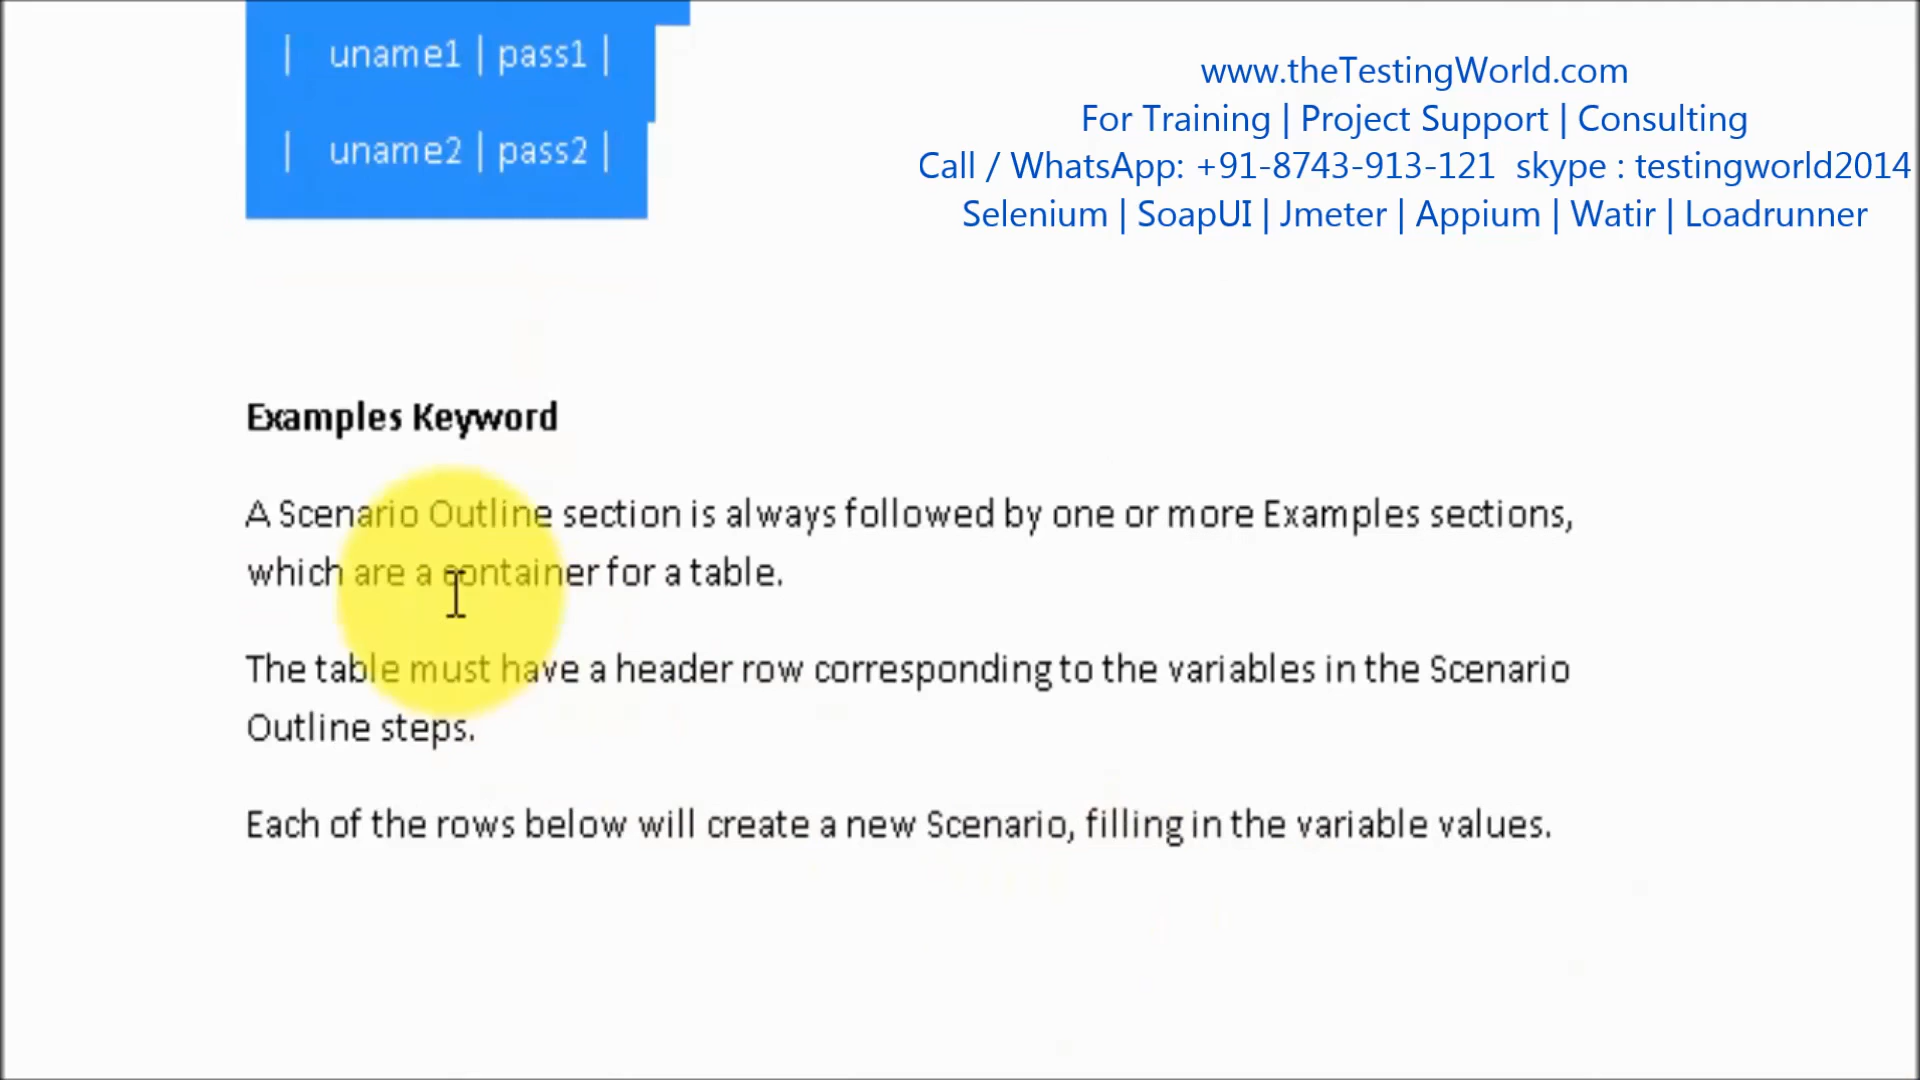 | uname1 | pass1 |
| uname2 | pass2 |
www.theTestingWorld.com
For Training | Project Support | Consulting
Call / WhatsApp: +91-8743-913-121 skype : testingworld2014
Selenium | SoapUI | Jmeter | Appium | Watir | Loadrunner
Examples Keyword
A Scenario Outline section is always followed by one or more Examples sections,
which are a container for a table.
The table must have a header row corresponding to the variables in the Scenario
Outline steps.
Each of the rows below will create a new Scenario, filling in the variable values.